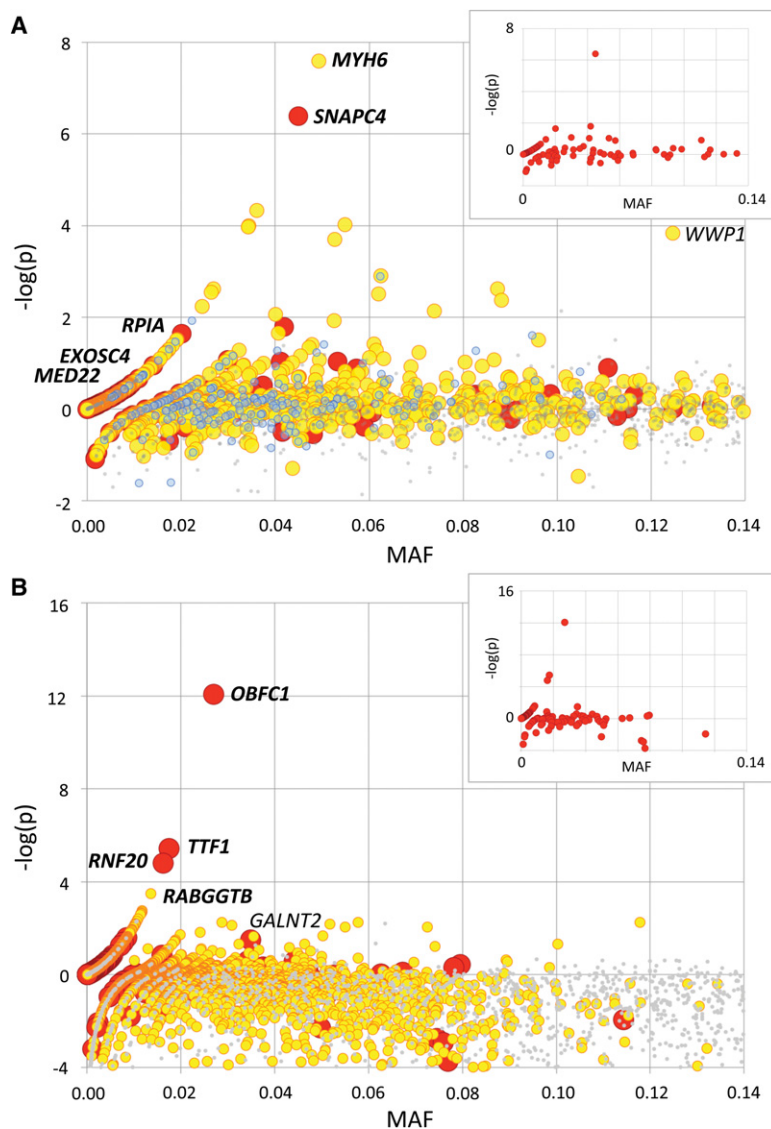 A
8
MYH6
SNAPC4
6
4
WWP1
2
RPIA
EXOSC4
MED22
0
-2
-log(p)
0.00 0.02 0.04 0.06 0.08 0.10 0.12 0.14
MAF
8
-log(p)
0
0 MAF 0.14
B
16
12
OBFC1
8
TTF1
RNF20
4
RABGGTB
GALNT2
0
-4
-log(p)
0.00 0.02 0.04 0.06 0.08 0.10 0.12 0.14
MAF
16
-log(p)
0
0 MAF 0.14